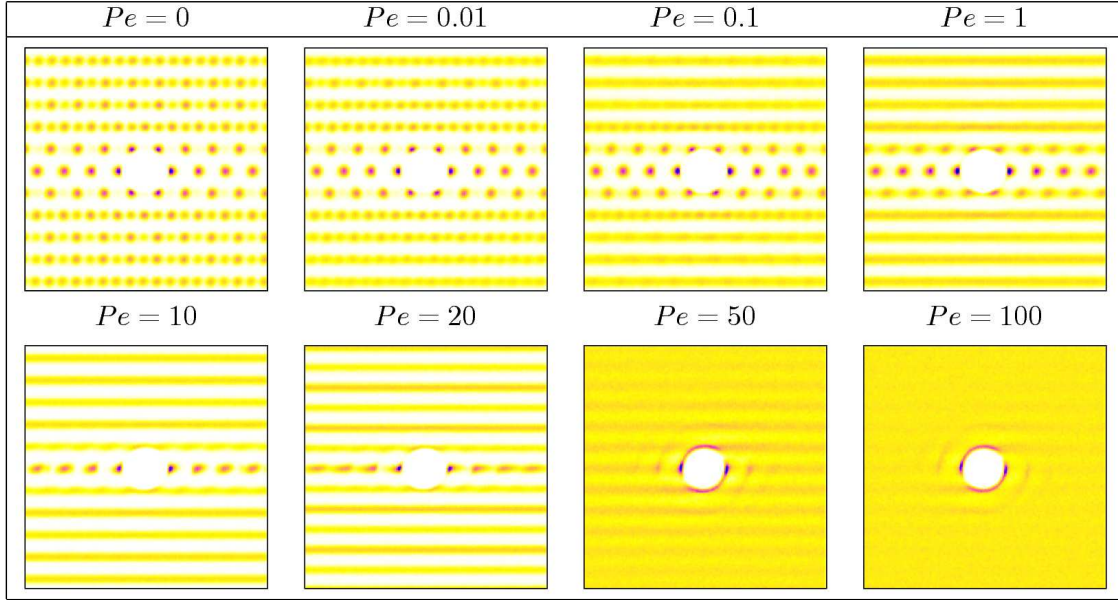 Pe = 0 Pe = 0.01 Pe = 0.1 Pe = 1
Pe = 10 Pe = 20 Pe = 50 Pe = 100